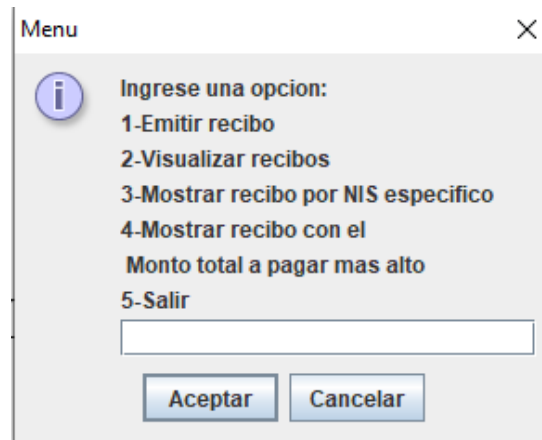 Menu
Ingrese una opcion:
1-Emitir recibo
2-Visualizar recibos
3-Mostrar recibo por NIS especifico
4-Mostrar recibo con el
Monto total a pagar mas alto
5-Salir
Aceptar Cancelar